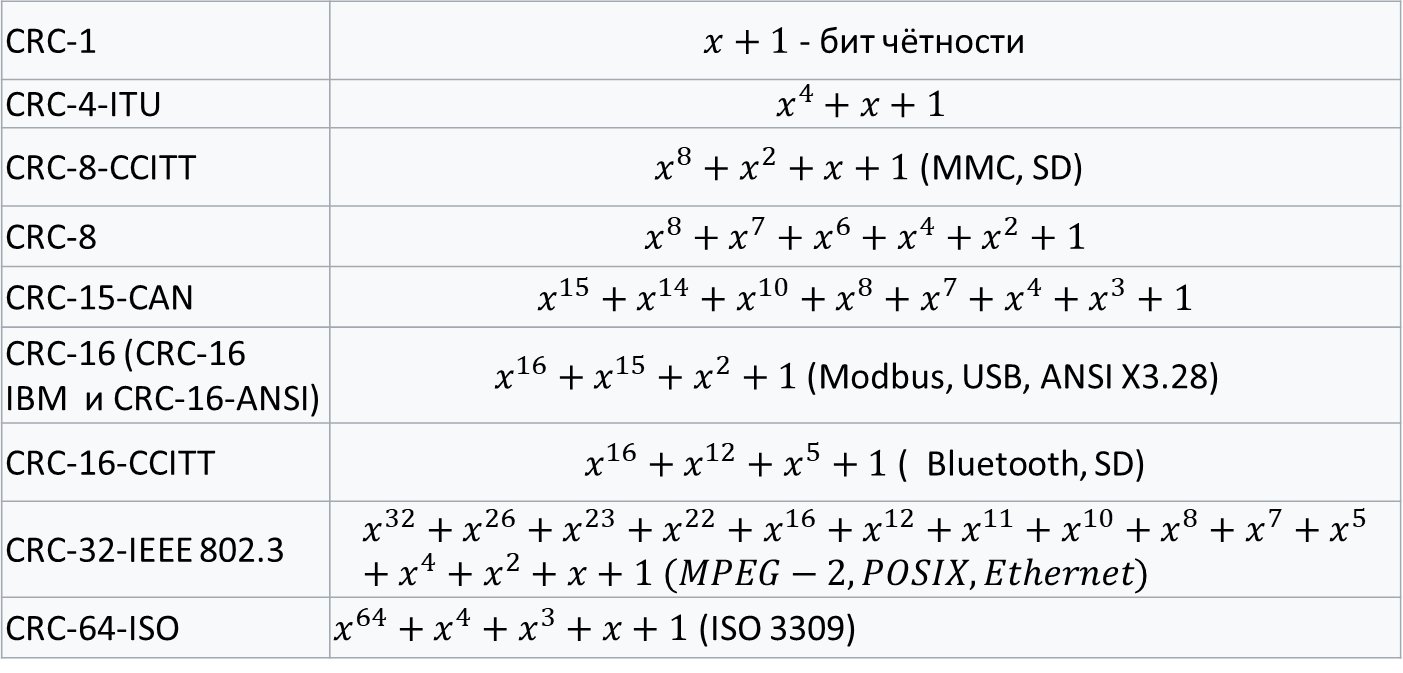 CRC-1
x + 1 - бит чётности
CRC-4-ITU
x⁴ + x + 1
CRC-8-CCITT
x⁸ + x² + x + 1 (MMC, SD)
CRC-8
x⁸ + x⁷ + x⁶ + x⁴ + x² + 1
CRC-15-CAN
x¹⁵ + x¹⁴ + x¹⁰ + x⁸ + x⁷ + x⁴ + x³ + 1
CRC-16 (CRC-16
IBM и CRC-16-ANSI)
x¹⁶ + x¹⁵ + x² + 1 (Modbus, USB, ANSI X3.28)
CRC-16-CCITT
x¹⁶ + x¹² + x⁵ + 1 ( Bluetooth, SD)
CRC-32-IEEE 802.3
x³² + x²⁶ + x²³ + x²² + x¹⁶ + x¹² + x¹¹ + x¹⁰ + x⁸ + x⁷ + x⁵
+ x⁴ + x² + x + 1 (MPEG − 2, POSIX, Ethernet)
CRC-64-ISO
x⁶⁴ + x⁴ + x³ + x + 1 (ISO 3309)